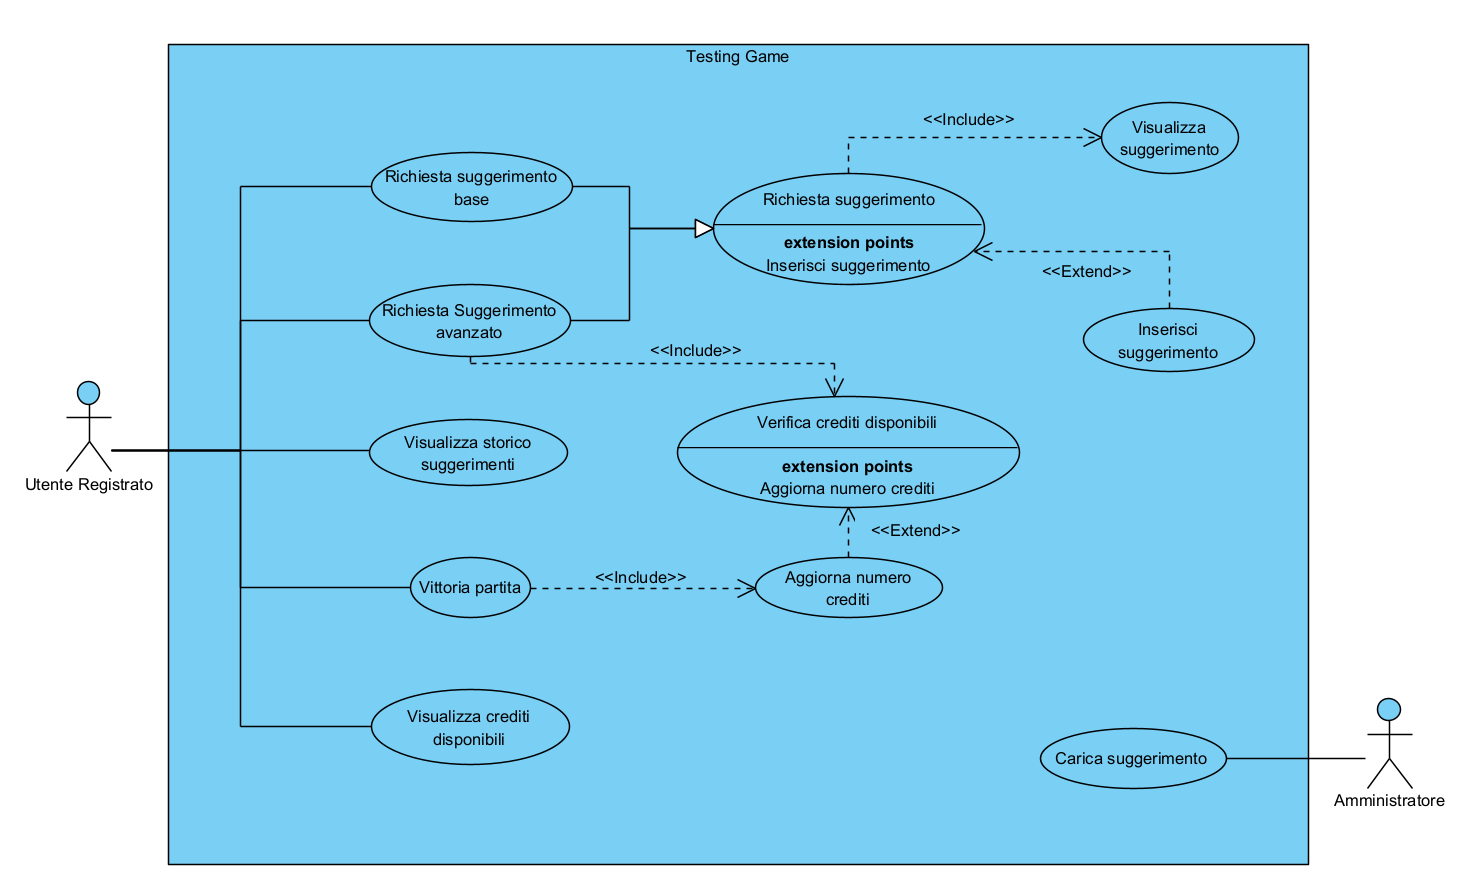 Testing Game
<<Include>>
Visualizza
suggerimento
Richiesta suggerimento
base
Richiesta suggerimento
extension points
Inserisci suggerimento
<<Extend>>
Richiesta Suggerimento
avanzato
Inserisci
suggerimento
<<Include>>
Verifica crediti disponibili
extension points
Aggiorna numero crediti
Visualizza storico
suggerimenti
Utente Registrato
<<Extend>>
Vittoria partita
<<Include>>
Aggiorna numero
crediti
Visualizza crediti
disponibili
Carica suggerimento
Amministratore